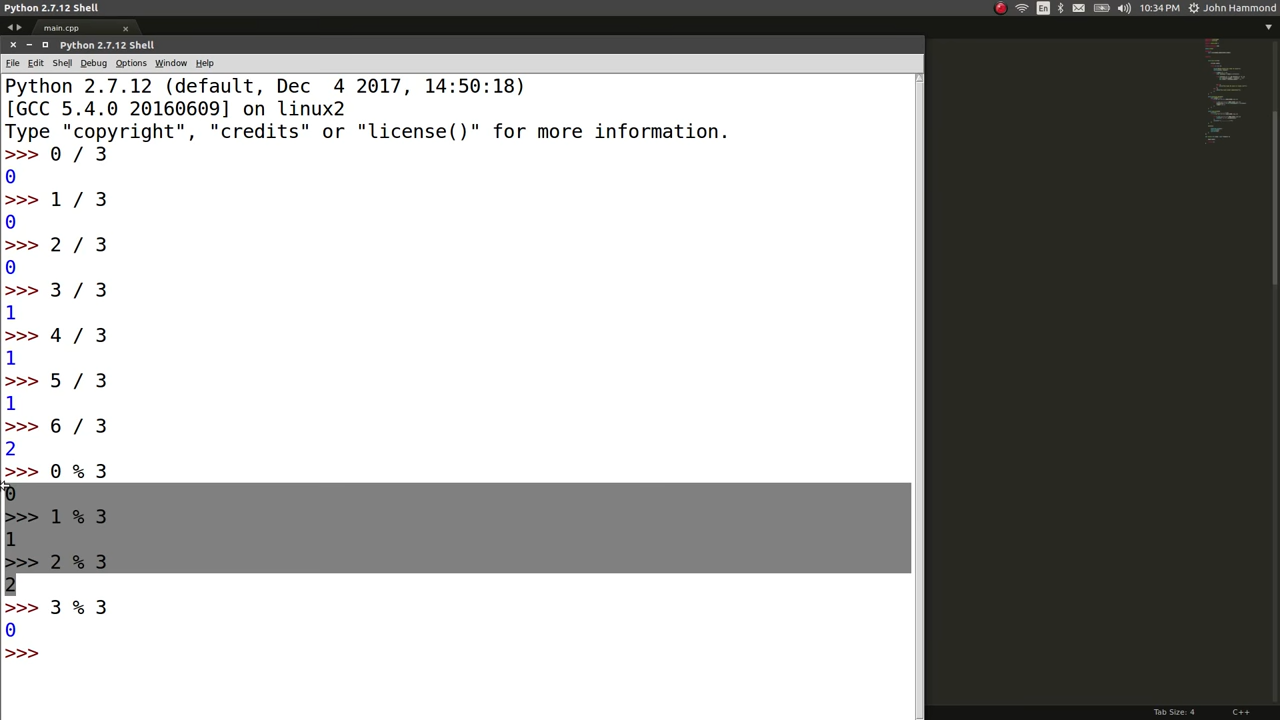 Python 2.7.12 Shell
En
10:34 PM
John Hammond
main.cpp
Python 2.7.12 Shell
File Edit Shell Debug Options Window Help
Python 2.7.12 (default, Dec  4 2017, 14:50:18)
[GCC 5.4.0 20160609] on linux2
Type "copyright", "credits" or "license()" for more information.
>>> 0 / 3
0
>>> 1 / 3
0
>>> 2 / 3
0
>>> 3 / 3
1
>>> 4 / 3
1
>>> 5 / 3
1
>>> 6 / 3
2
>>> 0 % 3
0
>>> 1 % 3
1
>>> 2 % 3
2
>>> 3 % 3
0
>>>
Tab Size: 4
C++